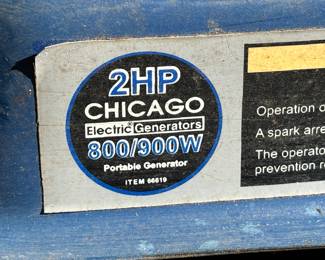 2HP
CHICAGO
Electric Generators
800/900W
Portable Generator
ITEM 66619
Operation o
A spark arre
The operato
prevention r